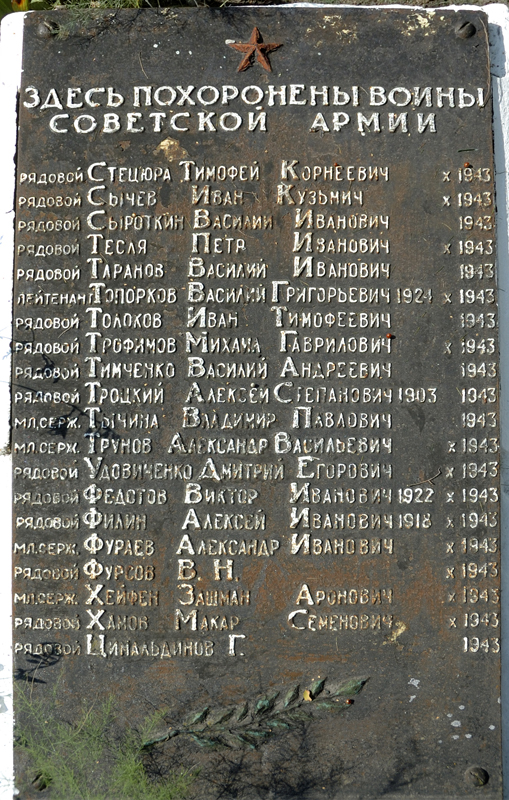 ЗДЕСЬ ПОХОРОНЕНЫ ВОИНЫ
СОВЕТСКОЙ АРМИИ
РЯДОВОЙ СТЕЦЮРА ТИМОФЕЙ КОРНЕЕВИЧ X 1943
РЯДОВОЙ СЫЧЕВ ИВАН КУЗЬМИЧ X 1943
РЯДОВОЙ СЫРОТКИН ВАСИЛИЙ ИВАНОВИЧ 1943
РЯДОВОЙ ТЕСЛЯ ПЕТР ИВАНОВИЧ X 1943
РЯДОВОЙ ТАРАНОВ ВАСИЛИЙ ИВАНОВИЧ 1943
ЛЕЙТЕНАНТ ТОПОРКОВ ВАСИЛИЙ ГРИГОРЬЕВИЧ 1924 X 1943
РЯДОВОЙ ТОЛОКОВ ИВАН ТИМОФЕЕВИЧ 1943
РЯДОВОЙ ТРОФИМОВ МИХАИЛ ГАВРИЛОВИЧ X 1943
РЯДОВОЙ ТИМЧЕНКО ВАСИЛИЙ АНДРЕЕВИЧ 1943
РЯДОВОЙ ТРОЦКИЙ АЛЕКСЕЙ СТЕПАНОВИЧ 1903 1943
МЛ.СЕРЖ. ТЫЧИНА ВЛАДИМИР ПАВЛОВИЧ 1943
МЛ.СЕРЖ. ТРУНОВ АЛЕКСАНДР ВАСИЛЬЕВИЧ X 1943
РЯДОВОЙ УДОВИЧЕНКО ДМИТРИЙ ЕГОРОВИЧ X 1943
РЯДОВОЙ ФЕДОТОВ ВИКТОР ИВАНОВИЧ 1922 X 1943
РЯДОВОЙ ФИЛИН АЛЕКСЕЙ ИВАНОВИЧ 1918 X 1943
МЛ.СЕРЖ. ФУРАЕВ АЛЕКСАНДР ИВАНОВИЧ X 1943
РЯДОВОЙ ФУРСОВ В. Н. X 1943
МЛ.СЕРЖ. ХЕЙФЕН ЗАШМАН АРОНОВИЧ X 1943
РЯДОВОЙ ХАМОВ МАКАР СЕМЕНОВИЧ X 1943
РЯДОВОЙ ЦИМАЛЬДИНОВ Г. 1943